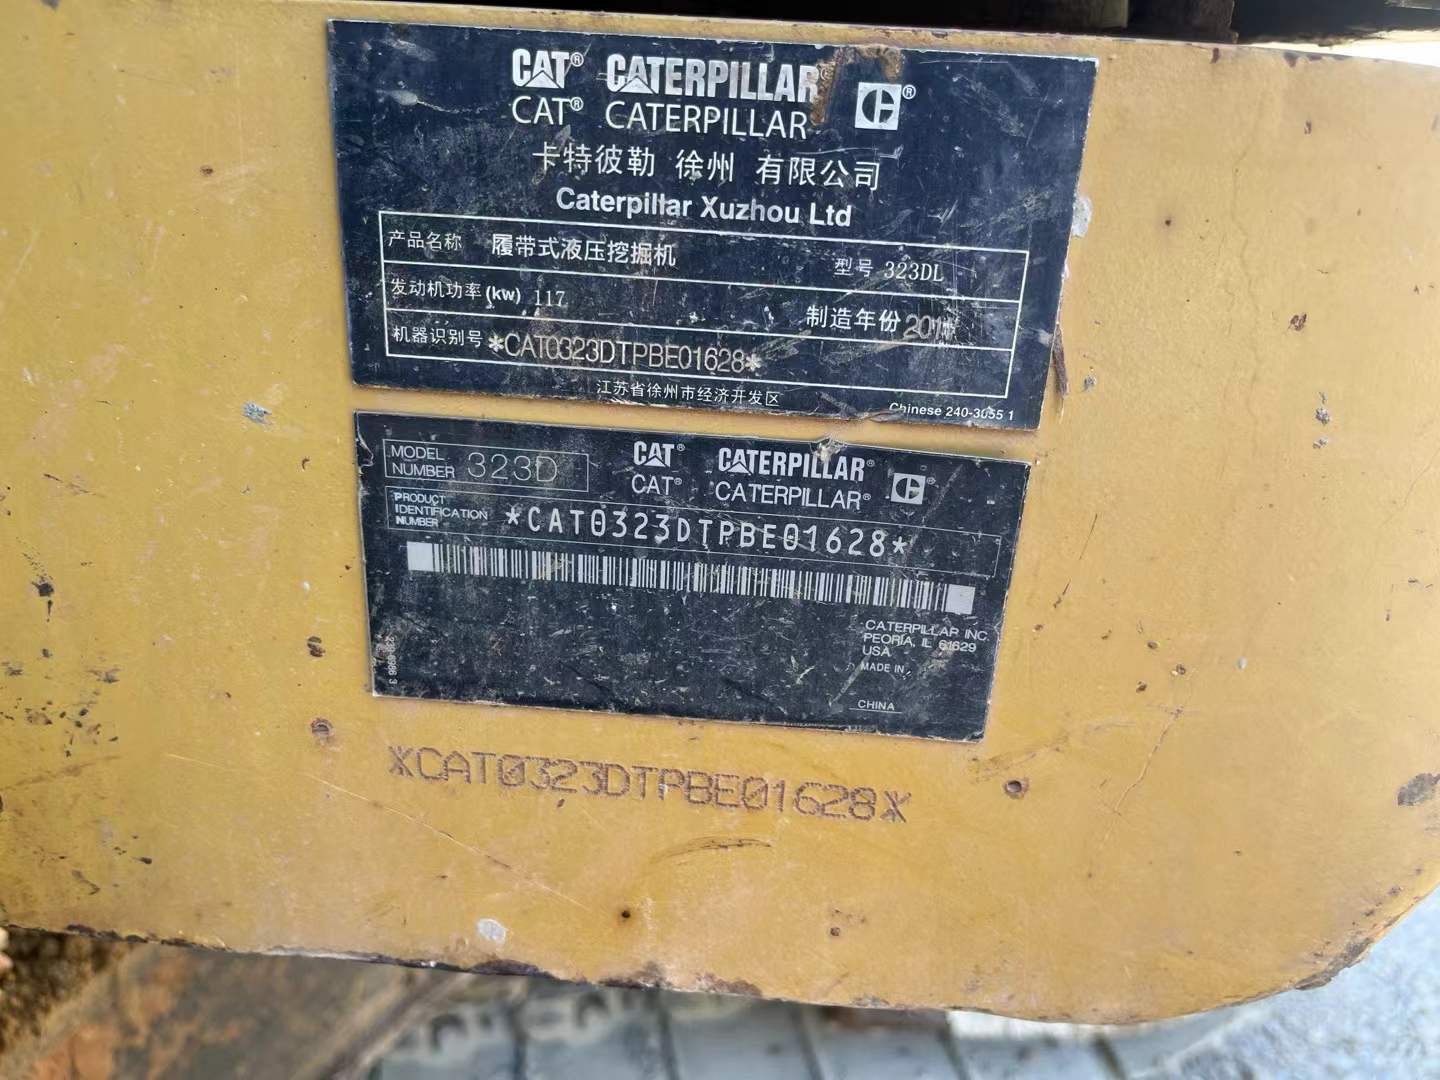 CAT® CATERPILLAR®
CAT® CATERPILLAR
卡特彼勒 徐州 有限公司
Caterpillar Xuzhou Ltd
产品名称 履带式液压挖掘机 型号 323DL
发动机功率(kw) 117 制造年份
机器识别号 *CAT0323DTPBE01628*
江苏省徐州市经济开发区
Chinese 240-3055 1
MODEL NUMBER 323D
CAT® CATERPILLAR®
CAT® CATERPILLAR®
PRODUCT IDENTIFICATION NUMBER *CAT0323DTPBE01628*
CATERPILLAR INC.
PEORIA, IL 61629
USA
MADE IN
CHINA
*CAT0323DTPBE01628*